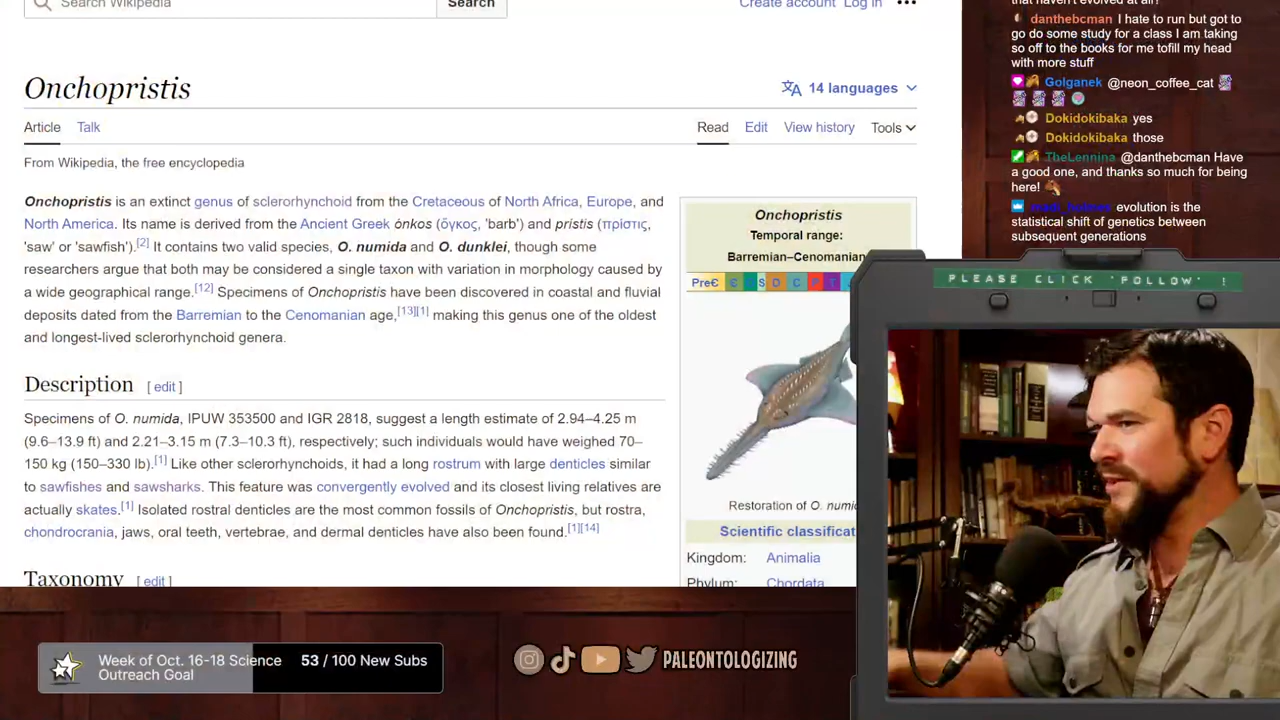 Search Wikipedia
Search
Create account Log in
Onchopristis
14 languages
Article Talk
Read Edit View history Tools
From Wikipedia, the free encyclopedia
Onchopristis is an extinct genus of sclerorhynchoid from the Cretaceous of North Africa, Europe, and
North America. Its name is derived from the Ancient Greek ónkos (ὄγκος, 'barb') and prístis (πρίστις,
'saw' or 'sawfish').[2] It contains two valid species, O. numida and O. dunklei, though some
researchers argue that both may be considered a single taxon with variation in morphology caused by
a wide geographical range.[12] Specimens of Onchopristis have been discovered in coastal and fluvial
deposits dated from the Barremian to the Cenomanian age,[13][1] making this genus one of the oldest
and longest-lived sclerorhynchoid genera.
Description [ edit ]
Specimens of O. numida, IPUW 353500 and IGR 2818, suggest a length estimate of 2.94–4.25 m
(9.6–13.9 ft) and 2.21–3.15 m (7.3–10.3 ft), respectively; such individuals would have weighed 70–
150 kg (150–330 lb).[1] Like other sclerorhynchoids, it had a long rostrum with large denticles similar
to sawfishes and sawsharks. This feature was convergently evolved and its closest living relatives are
actually skates.[1] Isolated rostral denticles are the most common fossils of Onchopristis, but rostra,
chondrocrania, jaws, oral teeth, vertebrae, and dermal denticles have also been found.[1][14]
Taxonomy [ edit ]
Onchopristis
Temporal range:
Barremian–Cenomanian
PreꞒ Ꞓ O S D C P T J
Restoration of O. numid
Scientific classificat
Kingdom: Animalia
Phylum: Chordata
that haven't evolved at all?
danthebcman I hate to run but got to
go do some study for a class I am taking
so off to the books for me tofill my head
with more stuff
Golganek @neon_coffee_cat
Dokidokibaka yes
Dokidokibaka those
TheLennina @danthebcman Have
a good one, and thanks so much for being
here!
evolution is the
statistical shift of genetics between
subsequent generations
PLEASE CLICK 'FOLLOW' !
Week of Oct. 16-18 Science
Outreach Goal
53 / 100 New Subs
PALEONTOLOGIZING